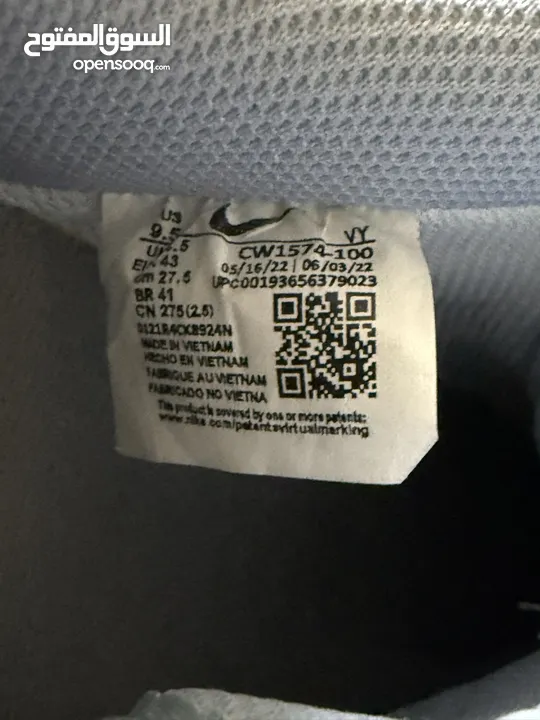 السوق المفتوح
opensooq.com
US 9.5
UK 8.5
EUR 43
cm 27.5
BR 41
CN 275(2.5)
VY
CW1574-100
05/16/22 | 06/03/22
UPC00193656379023
MADE IN VIETNAM
HECHO EN VIETNAM
FABRIQUE AU VIETNAM
FABRICADO NO VIETNA
This product is covered by one or more patents:
www.nike.com/patentsvirtualmarking